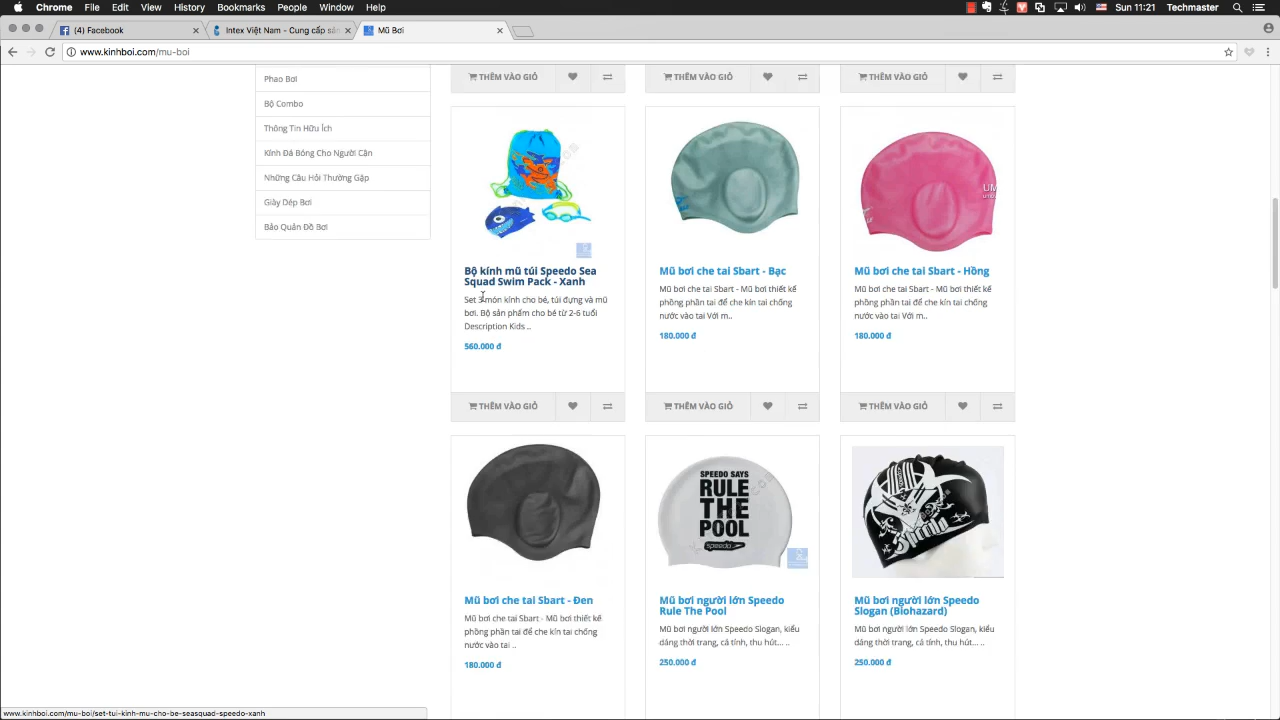 Chrome File Edit View History Bookmarks People Window Help
Sun 11:21 Techmaster
(4) Facebook
Intex Việt Nam - Cung cấp sản
Mũ Bơi
www.kinhboi.com/mu-boi
Phao Bơi
Bộ Combo
Thông Tin Hữu Ích
Kính Đá Bóng Cho Người Cận
Những Câu Hỏi Thường Gặp
Giày Dép Bơi
Bảo Quản Đồ Bơi
THÊM VÀO GIỎ
THÊM VÀO GIỎ
THÊM VÀO GIỎ
Bộ kính mũ túi Speedo Sea
Squad Swim Pack - Xanh
Set 3 món kính cho bé, túi đựng và mũ
bơi. Bộ sản phẩm cho bé từ 2-6 tuổi
Description Kids ..
560.000 đ
Mũ bơi che tai Sbart - Bạc
Mũ bơi che tai Sbart - Mũ bơi thiết kế
phồng phần tai để che kín tai chống
nước vào tai Với m..
180.000 đ
Mũ bơi che tai Sbart - Hồng
Mũ bơi che tai Sbart - Mũ bơi thiết kế
phồng phần tai để che kín tai chống
nước vào tai Với m..
180.000 đ
THÊM VÀO GIỎ
THÊM VÀO GIỎ
THÊM VÀO GIỎ
SPEEDO SAYS
RULE
THE
POOL
speedo
Mũ bơi che tai Sbart - Đen
Mũ bơi che tai Sbart - Mũ bơi thiết kế
phồng phần tai để che kín tai chống
nước vào tai ..
180.000 đ
Mũ bơi người lớn Speedo
Rule The Pool
Mũ bơi người lớn Speedo Slogan, kiểu
dáng thời trang, cá tính, thu hút... ..
250.000 đ
Mũ bơi người lớn Speedo
Slogan (Biohazard)
Mũ bơi người lớn Speedo Slogan, kiểu
dáng thời trang, cá tính, thu hút... ..
250.000 đ
www.kinhboi.com/mu-boi/set-tui-kinh-mu-cho-be-seasquad-speedo-xanh